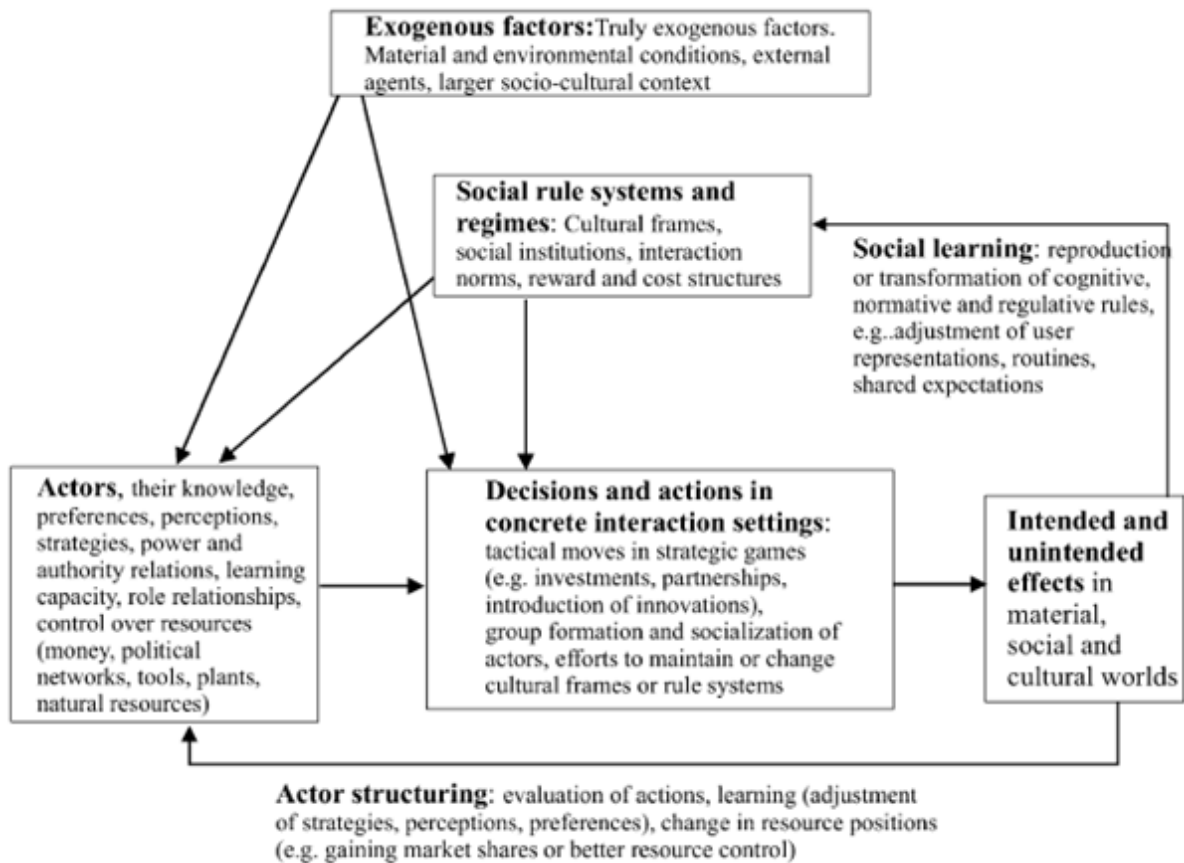 Exogenous factors:Truly exogenous factors.
Material and environmental conditions, external
agents, larger socio-cultural context
Social rule systems and
regimes: Cultural frames,
social institutions, interaction
norms, reward and cost structures
Social learning: reproduction
or transformation of cognitive,
normative and regulative rules,
e.g..adjustment of user
representations, routines,
shared expectations
Actors, their knowledge,
preferences, perceptions,
strategies, power and
authority relations, learning
capacity, role relationships,
control over resources
(money, political
networks, tools, plants,
natural resources)
Decisions and actions in
concrete interaction settings:
tactical moves in strategic games
(e.g. investments, partnerships,
introduction of innovations),
group formation and socialization of
actors, efforts to maintain or change
cultural frames or rule systems
Intended and
unintended
effects in
material,
social and
cultural worlds
Actor structuring: evaluation of actions, learning (adjustment
of strategies, perceptions, preferences), change in resource positions
(e.g. gaining market shares or better resource control)